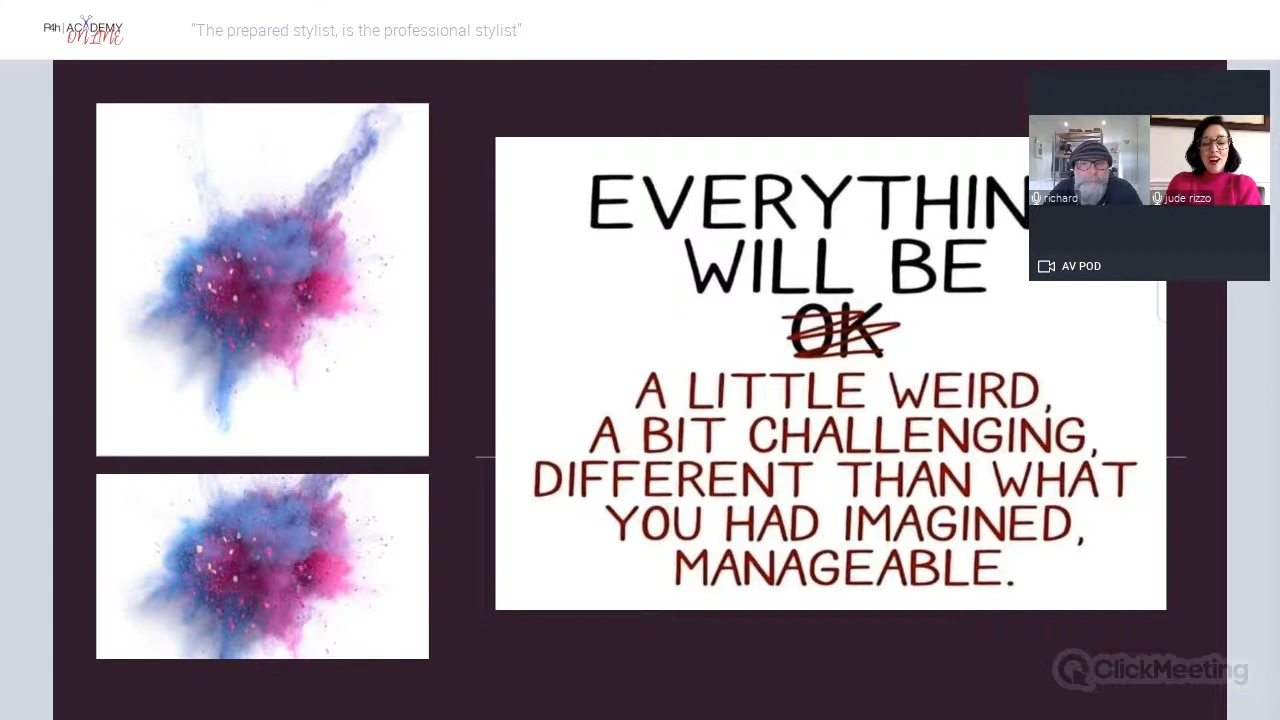 P4h | ACADEMY
ONLINE
"The prepared stylist, is the professional stylist"
EVERYTHIN
WILL BE
OK
A LITTLE WEIRD,
A BIT CHALLENGING,
DIFFERENT THAN WHAT
YOU HAD IMAGINED,
MANAGEABLE.
richard
jude rizzo
AV POD
ClickMeeting